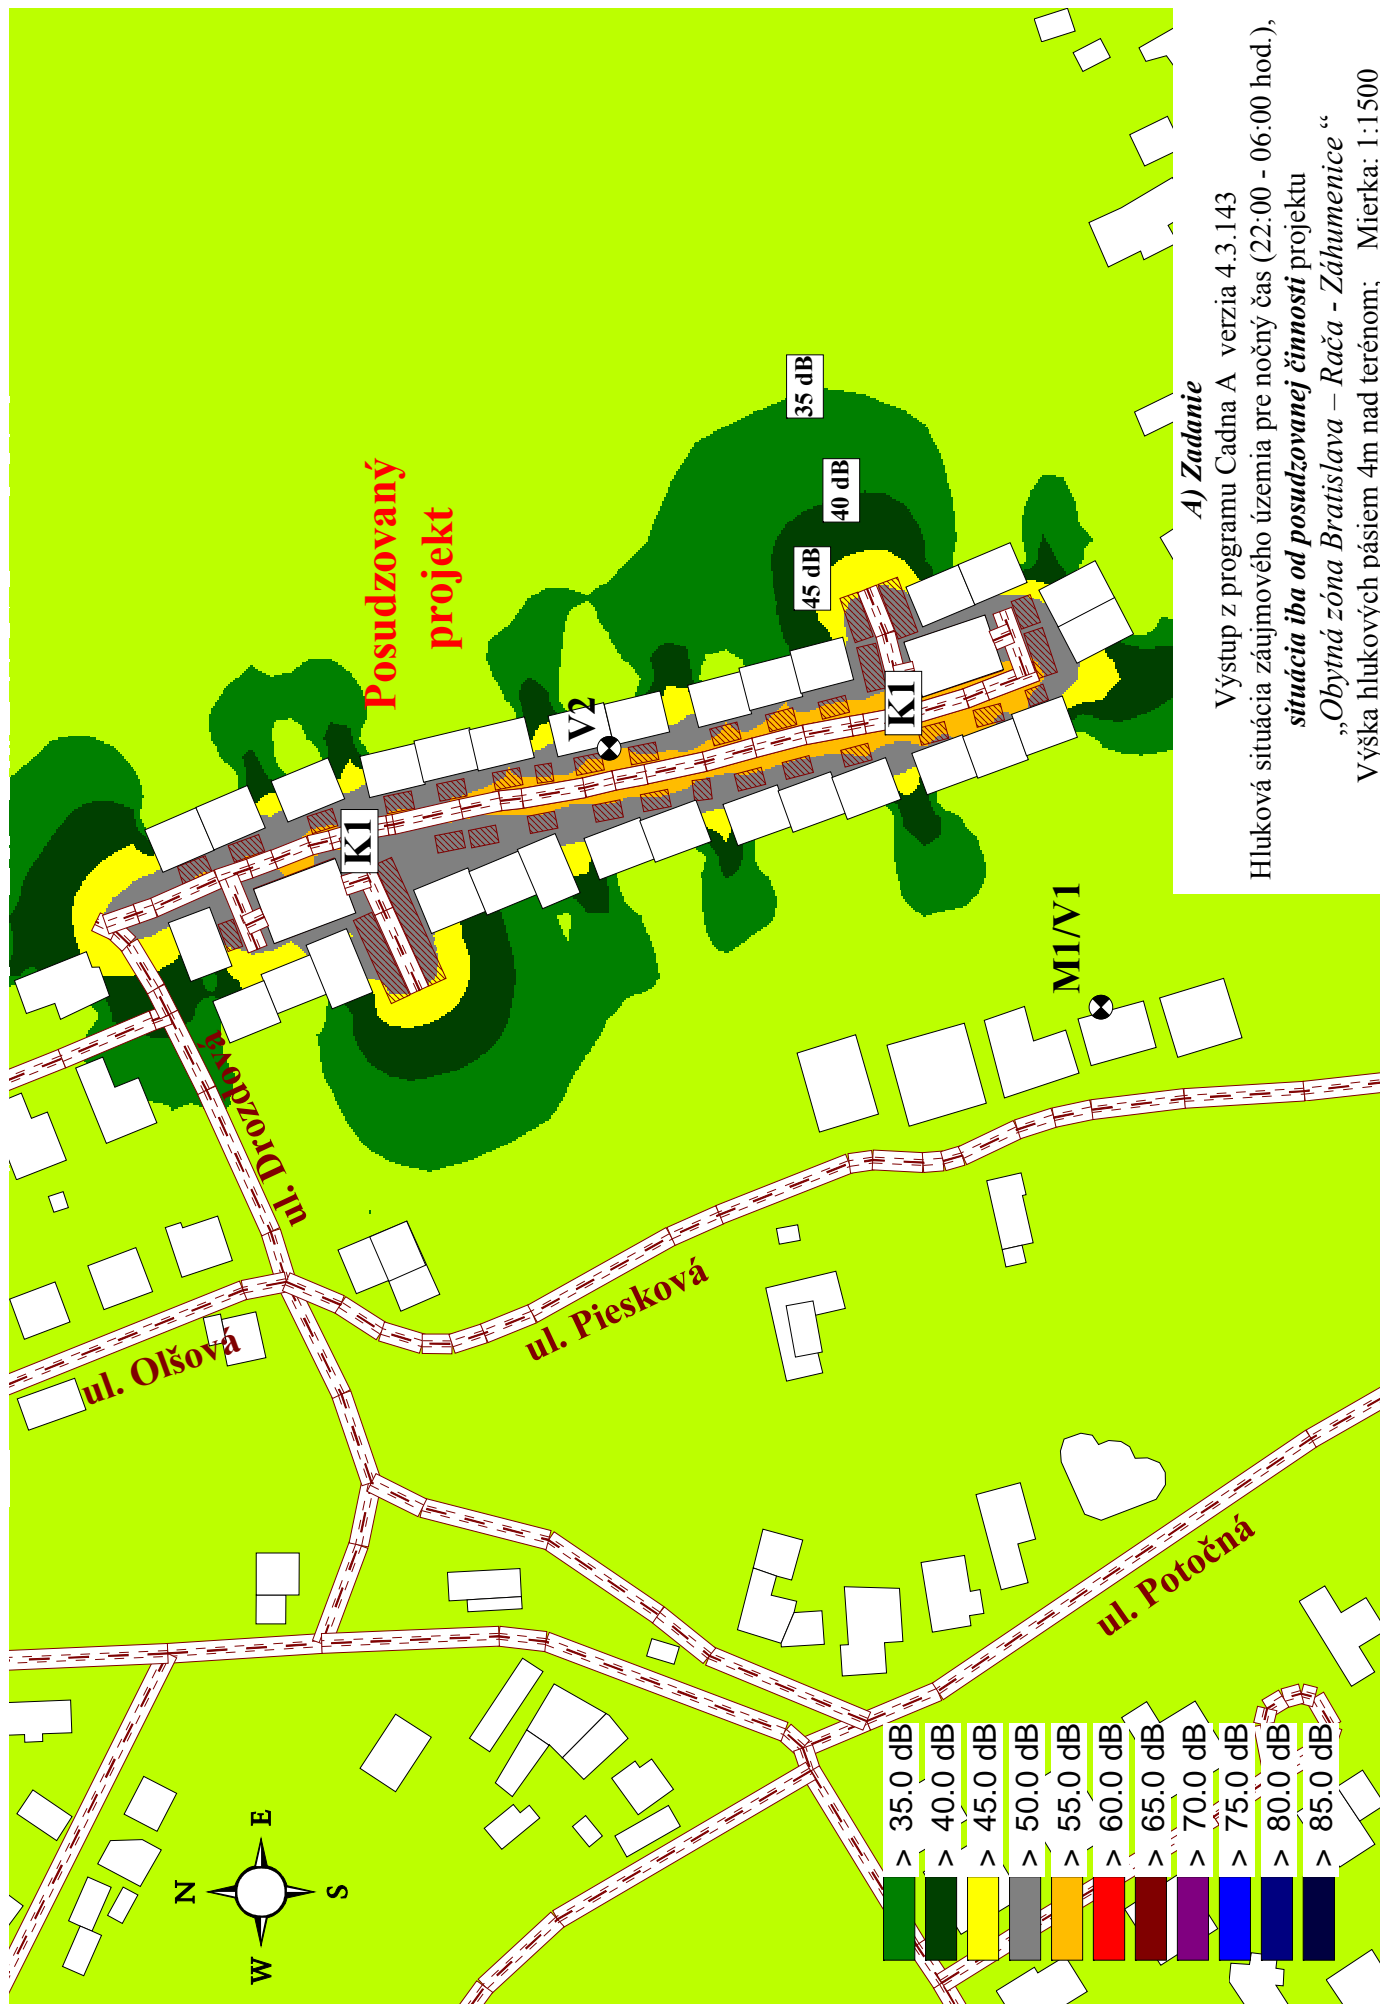 A) Zadanie
Výstup z programu Cadna A verzia 4.3.143
Hluková situácia záujmového územia pre nočný čas (22:00 - 06:00 hod.),
situácia iba od posudzovanej činnosti projektu
„Obytná zóna Bratislava – Rača - Záhumenice“
Výška hlukových pásiem 4m nad terénom; Mierka: 1:1500
Posudzovaný
projekt
35 dB
40 dB
45 dB
V2
K1
K1
M1/V1
ul. Drozdová
ul. Olšová
ul. Piesková
ul. Potočná
N
E
S
W
> 35.0 dB
> 40.0 dB
> 45.0 dB
> 50.0 dB
> 55.0 dB
> 60.0 dB
> 65.0 dB
> 70.0 dB
> 75.0 dB
> 80.0 dB
> 85.0 dB